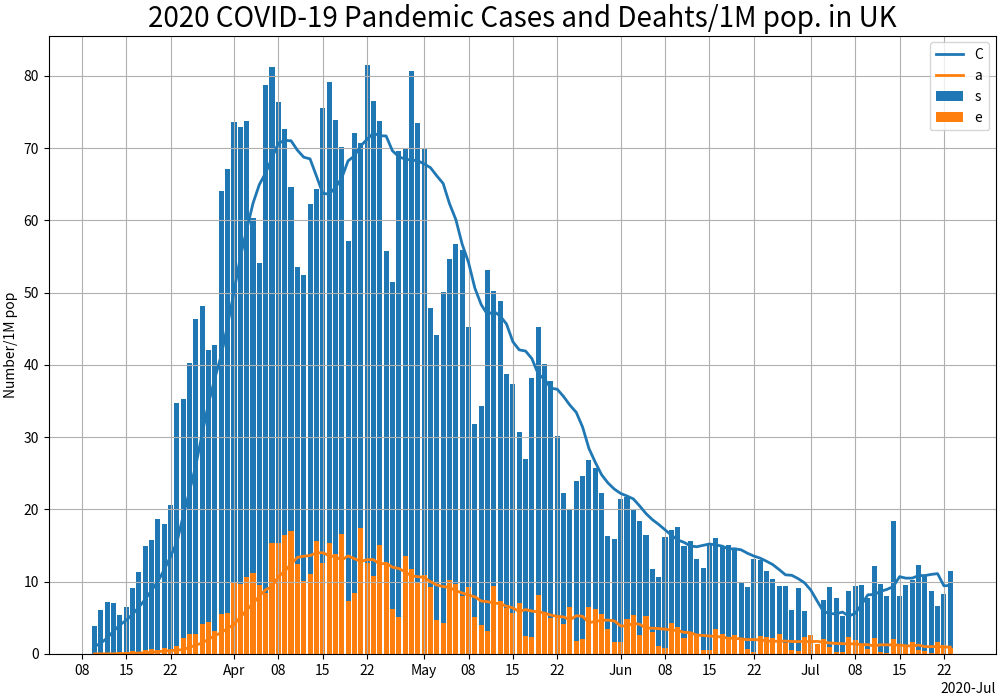 2020 COVID-19 Pandemic Cases and Deahts/1M pop. in UK
C
a
s
e
Number/1M pop
80
70
60
50
40
30
20
10
0
08 15 22 Apr 08 15 22 May 08 15 22 Jun 08 15 22 Jul 08 15 22
2020-Jul